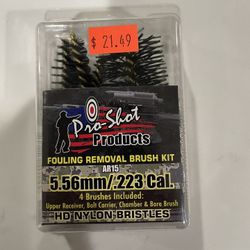 $ 21.49
Pro-Shot
Products
FOULING REMOVAL BRUSH KIT
AR15
5.56mm/.223 Cal.
4 Brushes Included:
Upper Receiver, Bolt Carrier, Chamber & Bore Brush
HD NYLON BRISTLES